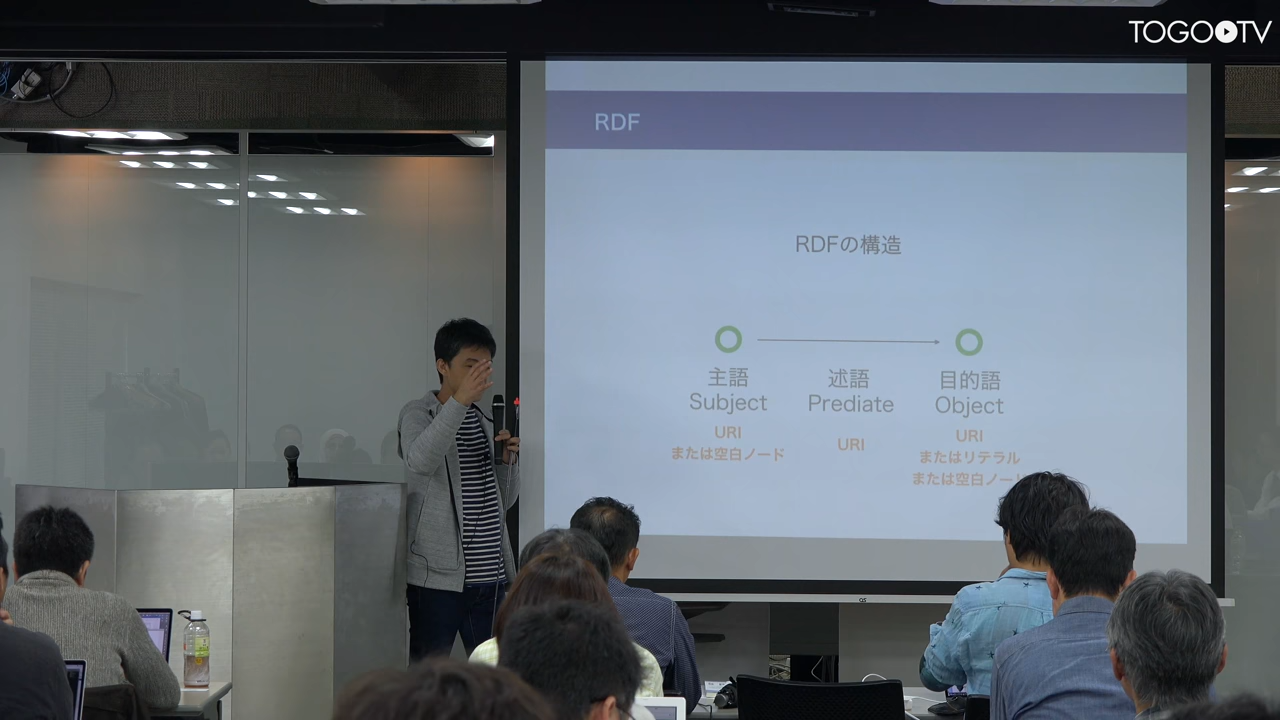 TOGOTV
RDF
RDFの構造
主語
Subject
URI
または空白ノード
述語
Prediate
URI
目的語
Object
URI
またはリテラル
または空白ノー